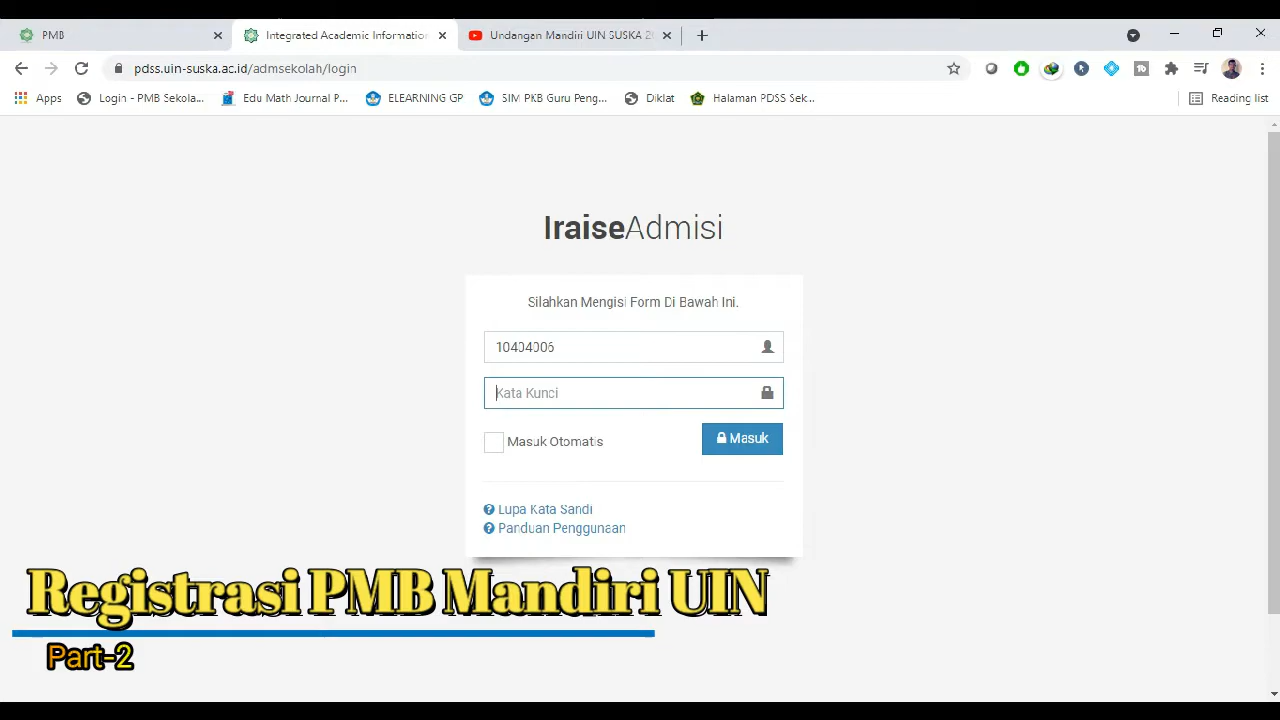 PMB
Integrated Academic Information
Undangan Mandiri UIN SUSKA 20
pdss.uin-suska.ac.id/admsekolah/login
Apps
Login - PMB Sekola...
Edu Math Journal P...
ELEARNING GP
SIM PKB Guru Peng...
Diklat
Halaman PDSS Sek...
Reading list
IraiseAdmisi
Silahkan Mengisi Form Di Bawah Ini.
10404006
Kata Kunci
Masuk Otomatis
Masuk
Lupa Kata Sandi
Panduan Penggunaan
Registrasi PMB Mandiri UIN
Part-2